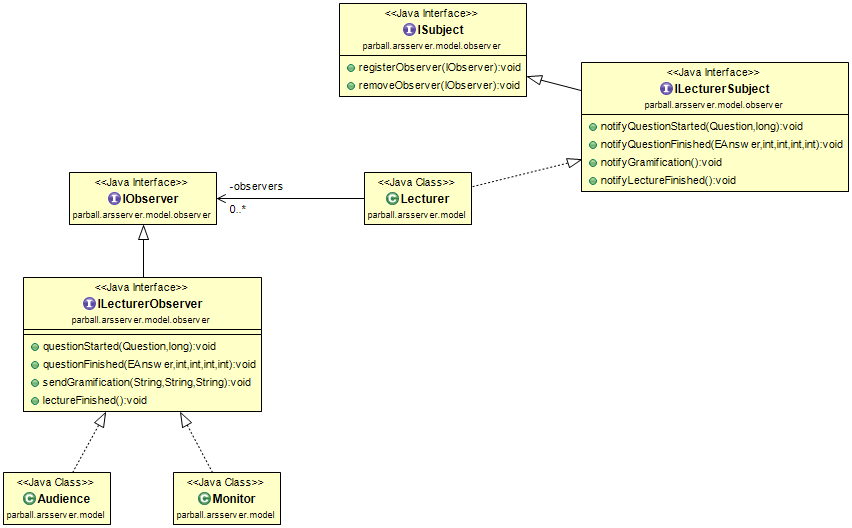 <<Java Interface>>
ISubject
parball.arsserver.model.observer
registerObserver(IObserver):void
removeObserver(IObserver):void
<<Java Interface>>
ILecturerSubject
parball.arsserver.model.observer
notifyQuestionStarted(Question,long):void
notifyQuestionFinished(EAnswer,int,int,int,int):void
notifyGramification():void
notifyLectureFinished():void
<<Java Interface>>
IObserver
parball.arsserver.model.observer
-observers
0..*
<<Java Class>>
Lecturer
parball.arsserver.model
<<Java Interface>>
ILecturerObserver
parball.arsserver.model.observer
questionStarted(Question,long):void
questionFinished(EAnswer,int,int,int,int):void
sendGramification(String,String,String):void
lectureFinished():void
<<Java Class>>
Audience
parball.arsserver.model
<<Java Class>>
Monitor
parball.arsserver.model